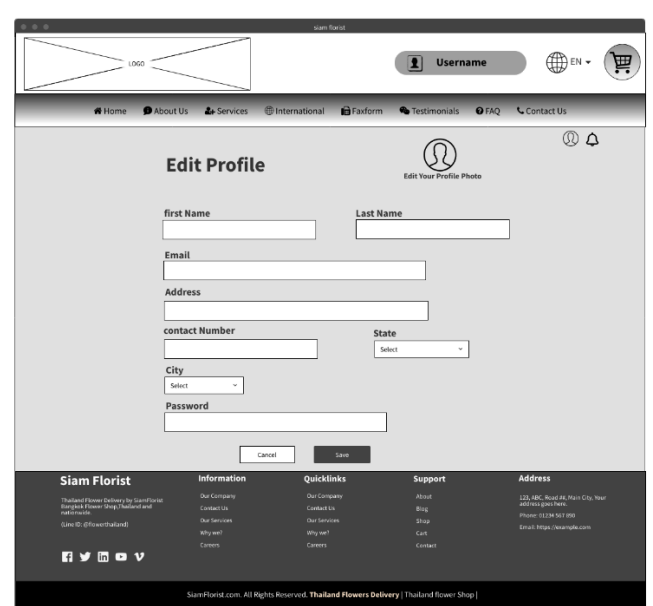 siam florist
LOGO
Username
EN
Home About Us Services International Faxform Testimonials FAQ Contact Us
Edit Profile
Edit Your Profile Photo
first Name Last Name
Email
Address
contact Number State
Select
City
Select
Password
Cancel Save
Siam Florist
Thailand Flower Delivery by SiamFlorist
Bangkok Flower Shop,Thailand and
nationwide.
(Line ID: @flowerthailand)
Information
Our Company
Contact Us
Our Services
Why we?
Careers
Quicklinks
Our Company
Contact Us
Our Services
Why we?
Careers
Support
About
Blog
Shop
Cart
Contact
Address
123, ABC, Road ##, Main City, Your
address goes here.
Phone: 01234 567 890
Email: https://example.com
SiamFlorist.com. All Rights Reserved. Thailand Flowers Delivery | Thailand flower Shop |